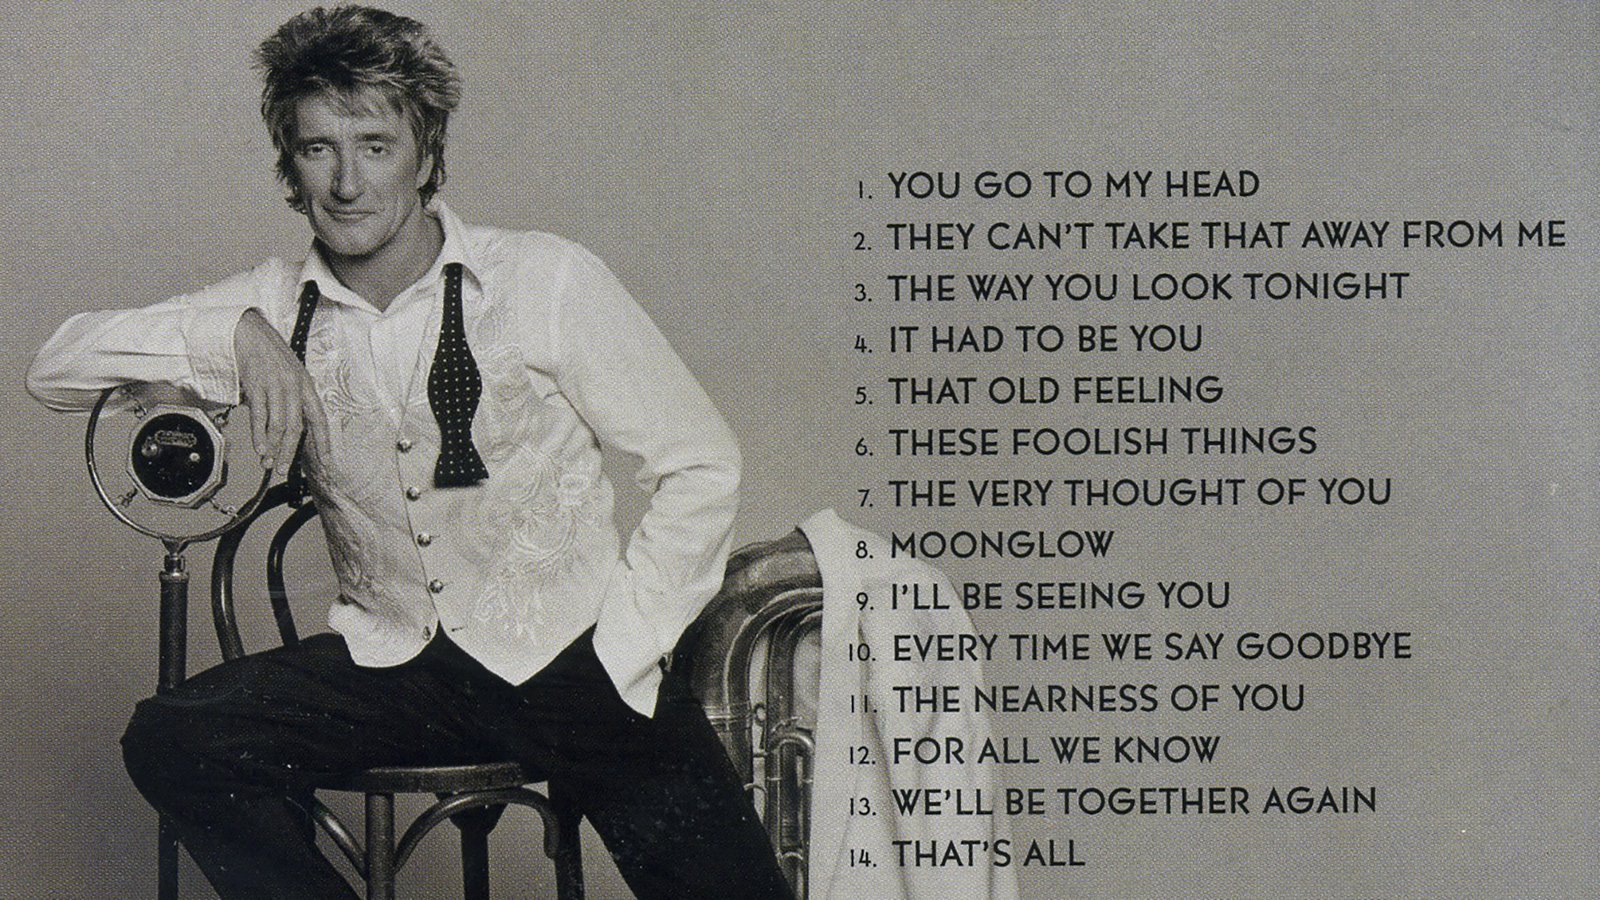 1. YOU GO TO MY HEAD
2. THEY CAN'T TAKE THAT AWAY FROM ME
3. THE WAY YOU LOOK TONIGHT
4. IT HAD TO BE YOU
5. THAT OLD FEELING
6. THESE FOOLISH THINGS
7. THE VERY THOUGHT OF YOU
8. MOONGLOW
9. I'LL BE SEEING YOU
10. EVERY TIME WE SAY GOODBYE
11. THE NEARNESS OF YOU
12. FOR ALL WE KNOW
13. WE'LL BE TOGETHER AGAIN
14. THAT'S ALL